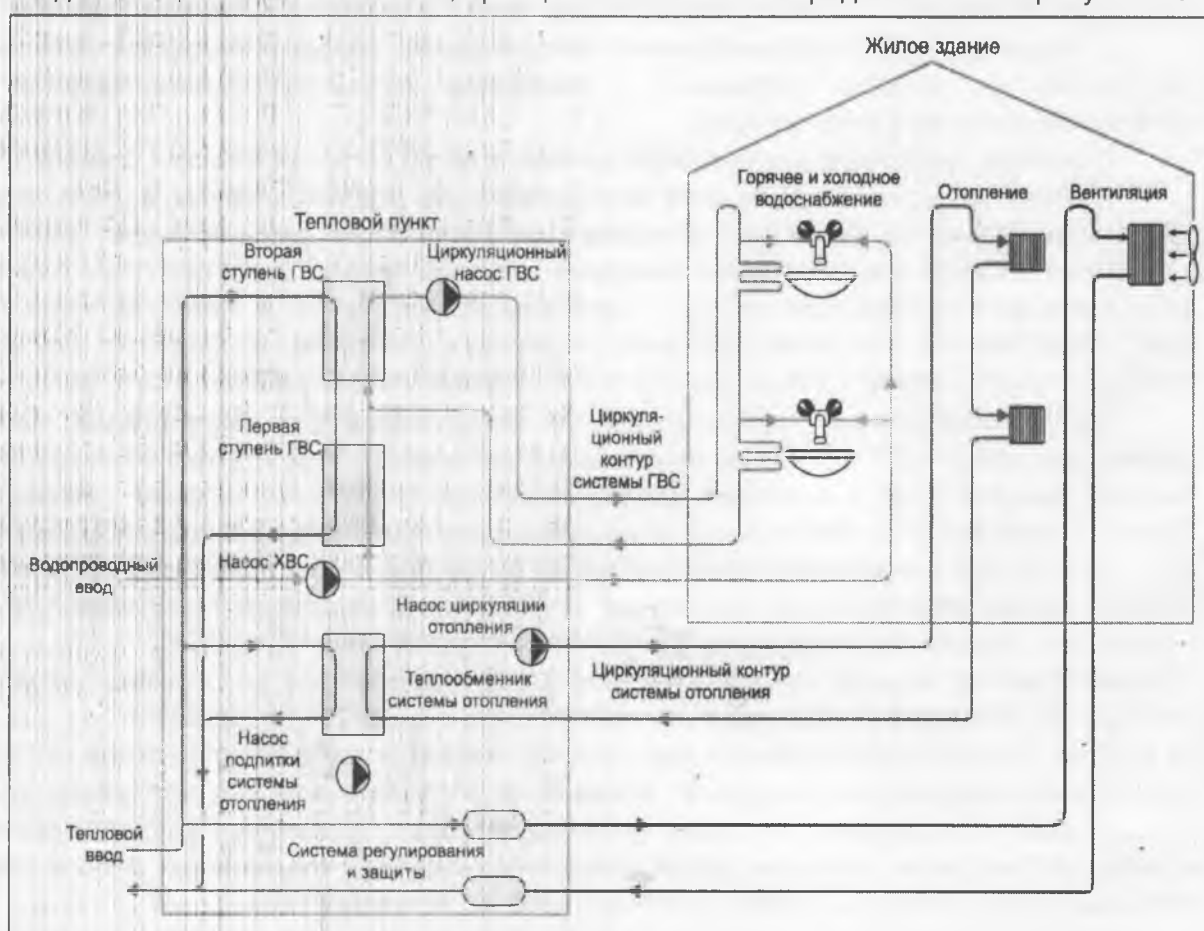 Жилое здание
Горячее и холодное
водоснабжение
Отопление
Вентиляция
Тепловой пункт
Вторая
ступень ГВС
Циркуляционный
насос ГВС
Первая
ступень ГВС
Циркуля-
ционный
контур
системы ГВС
Водопроводный
ввод
Насос ХВС
Насос циркуляции
отопления
Теплообменник
системы отопления
Циркуляционный контур
системы отопления
Насос
подпитки
системы
отопления
Тепловой
ввод
Система регулирования
и защиты